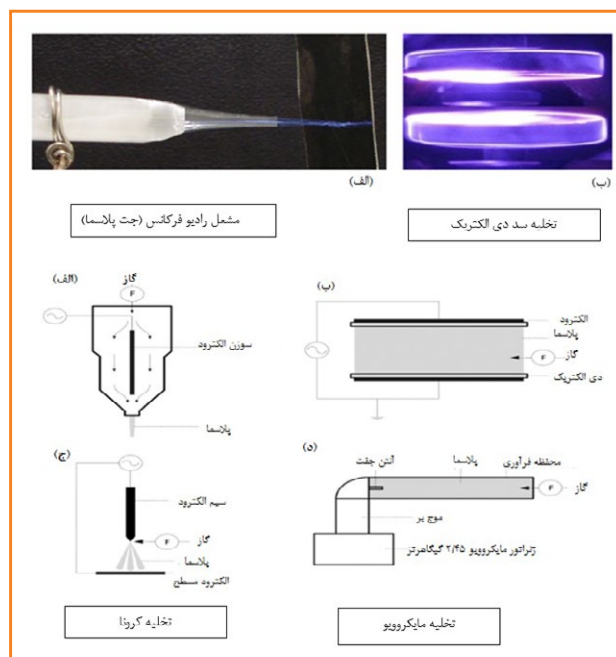 (الف)
(ب)
مشعل رادیو فرکانس (جت پلاسما)
تخلیه سد دی الکتریک
(الف)
گاز
F
سوزن الکترود
پلاسما
(ب)
الکترود
پلاسما
گاز
F
دی الکتریک
(ج)
سیم الکترود
گاز
F
پلاسما
الکترود مسطح
تخلیه کرونا
(د)
آنتن جفت
پلاسما
محفظه فرآوری
گاز
F
موج بر
ژنراتور مایکروویو ۲/۴۵ گیگاهرتز
تخلیه مایکروویو